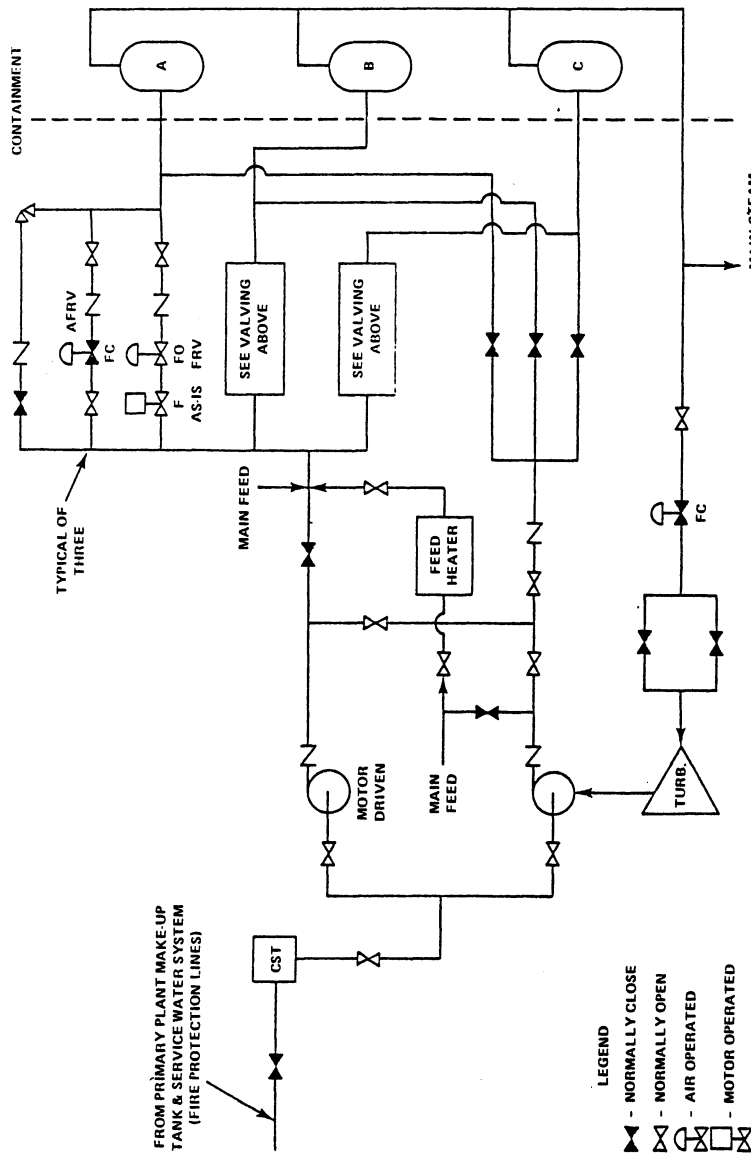 CONTAINMENT
A
B
C
AFRV
FC
FO
FRV
F
AS-IS
SEE VALVING
ABOVE
SEE VALVING
ABOVE
TYPICAL OF
THREE
MAIN FEED
FEED
HEATER
MAIN
FEED
MOTOR
DRIVEN
FC
TURB.
CST
FROM PRIMARY PLANT MAKE-UP
TANK & SERVICE WATER SYSTEM
(FIRE PROTECTION LINES)
LEGEND
- NORMALLY CLOSE
- NORMALLY OPEN
- AIR OPERATED
- MOTOR OPERATED
MAIN STEAM